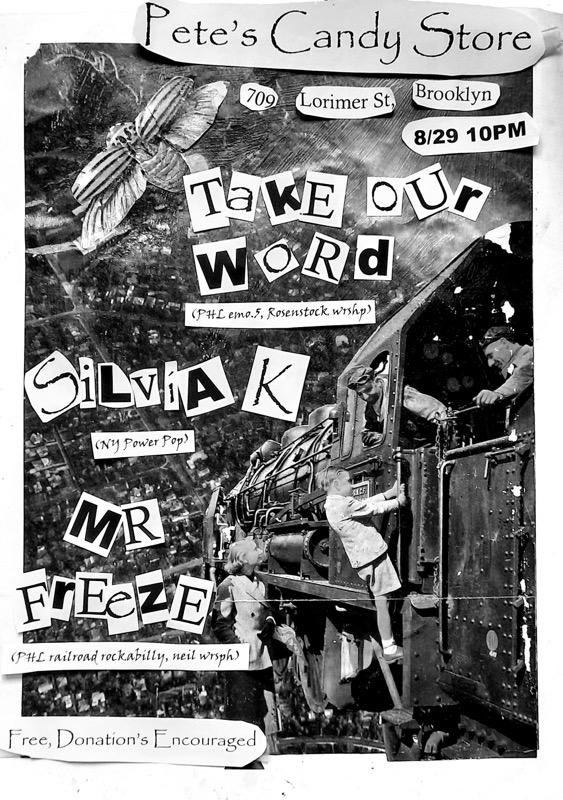 Pete's Candy Store
709 Lorimer St, Brooklyn
8/29 10PM
Take Our
Word
(PHL emo.5, Rosenstock wrshp)
SiLviA K
(NY Power Pop)
MR
FrEezE
(PHL railroad rockabilly, neil wrsph)
Free, Donation's Encouraged